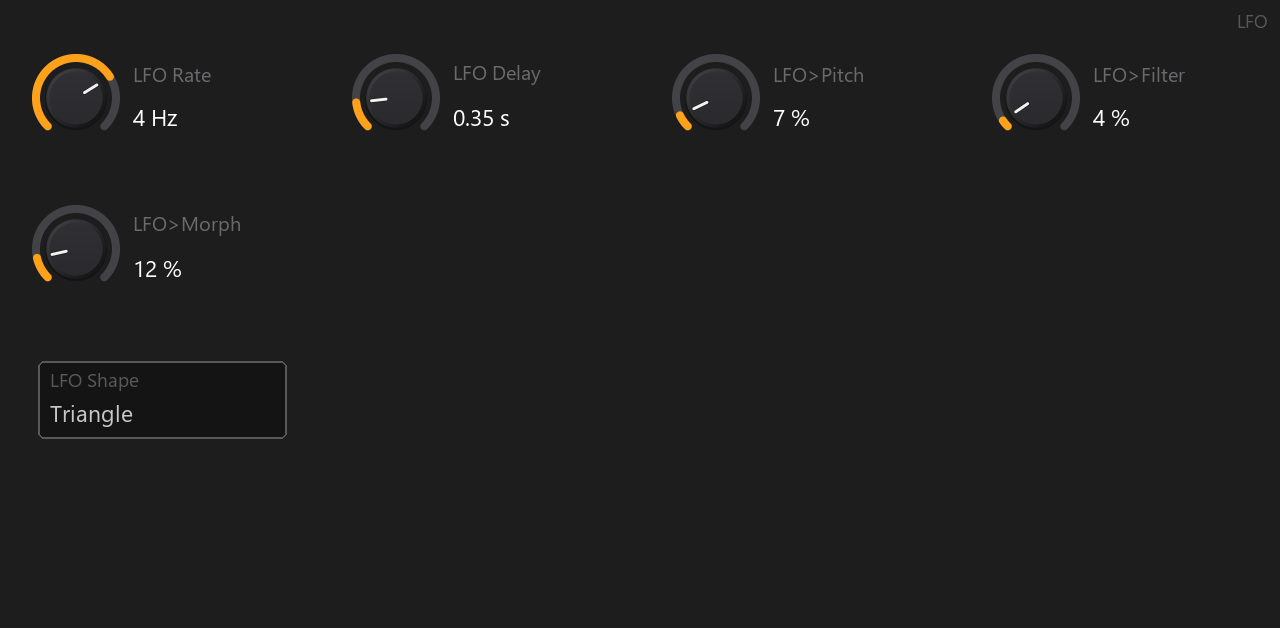 LFO
LFO Rate
4 Hz
LFO Delay
0.35 s
LFO>Pitch
7 %
LFO>Filter
4 %
LFO>Morph
12 %
LFO Shape
Triangle